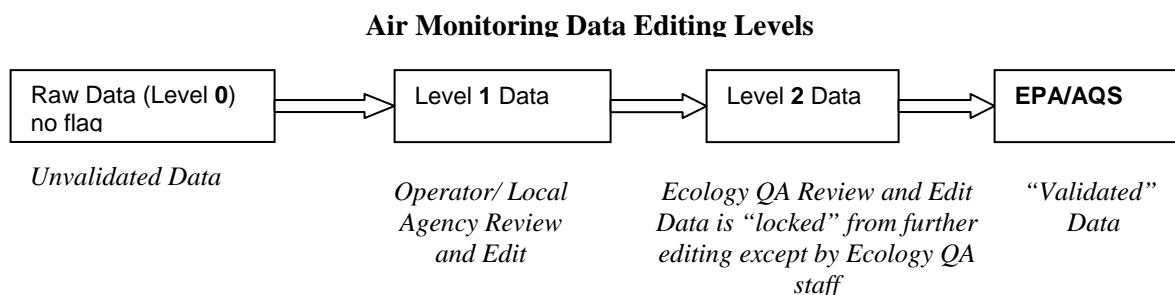 Air Monitoring Data Editing Levels
Raw Data (Level 0)
no flag
Level 1 Data
Level 2 Data
EPA/AQS
Unvalidated Data
Operator/ Local
Agency Review
and Edit
Ecology QA Review and Edit
Data is “locked” from further
editing except by Ecology QA
staff
“Validated”
Data